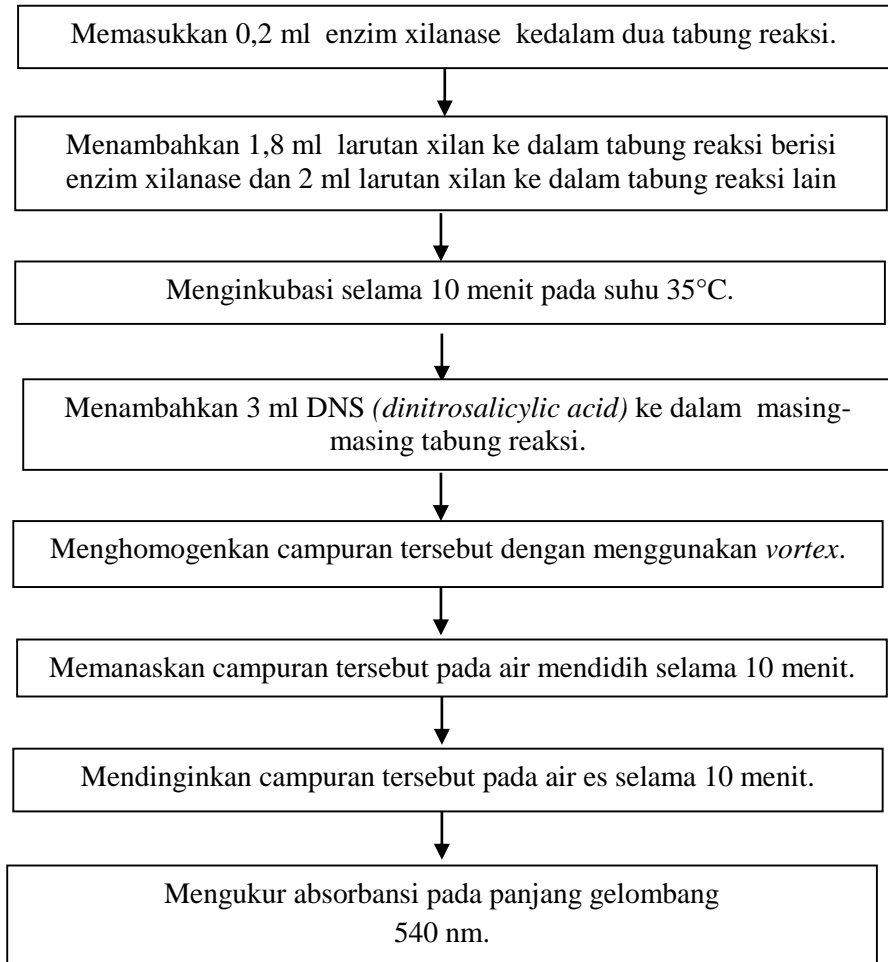 Memasukkan 0,2 ml enzim xilanase kedalam dua tabung reaksi.
Menambahkan 1,8 ml larutan xilan ke dalam tabung reaksi berisi
enzim xilanase dan 2 ml larutan xilan ke dalam tabung reaksi lain
Menginkubasi selama 10 menit pada suhu 35°C.
Menambahkan 3 ml DNS (dinitrosalicylic acid) ke dalam masing-
masing tabung reaksi.
Menghomogenkan campuran tersebut dengan menggunakan vortex.
Memanaskan campuran tersebut pada air mendidih selama 10 menit.
Mendinginkan campuran tersebut pada air es selama 10 menit.
Mengukur absorbansi pada panjang gelombang
540 nm.